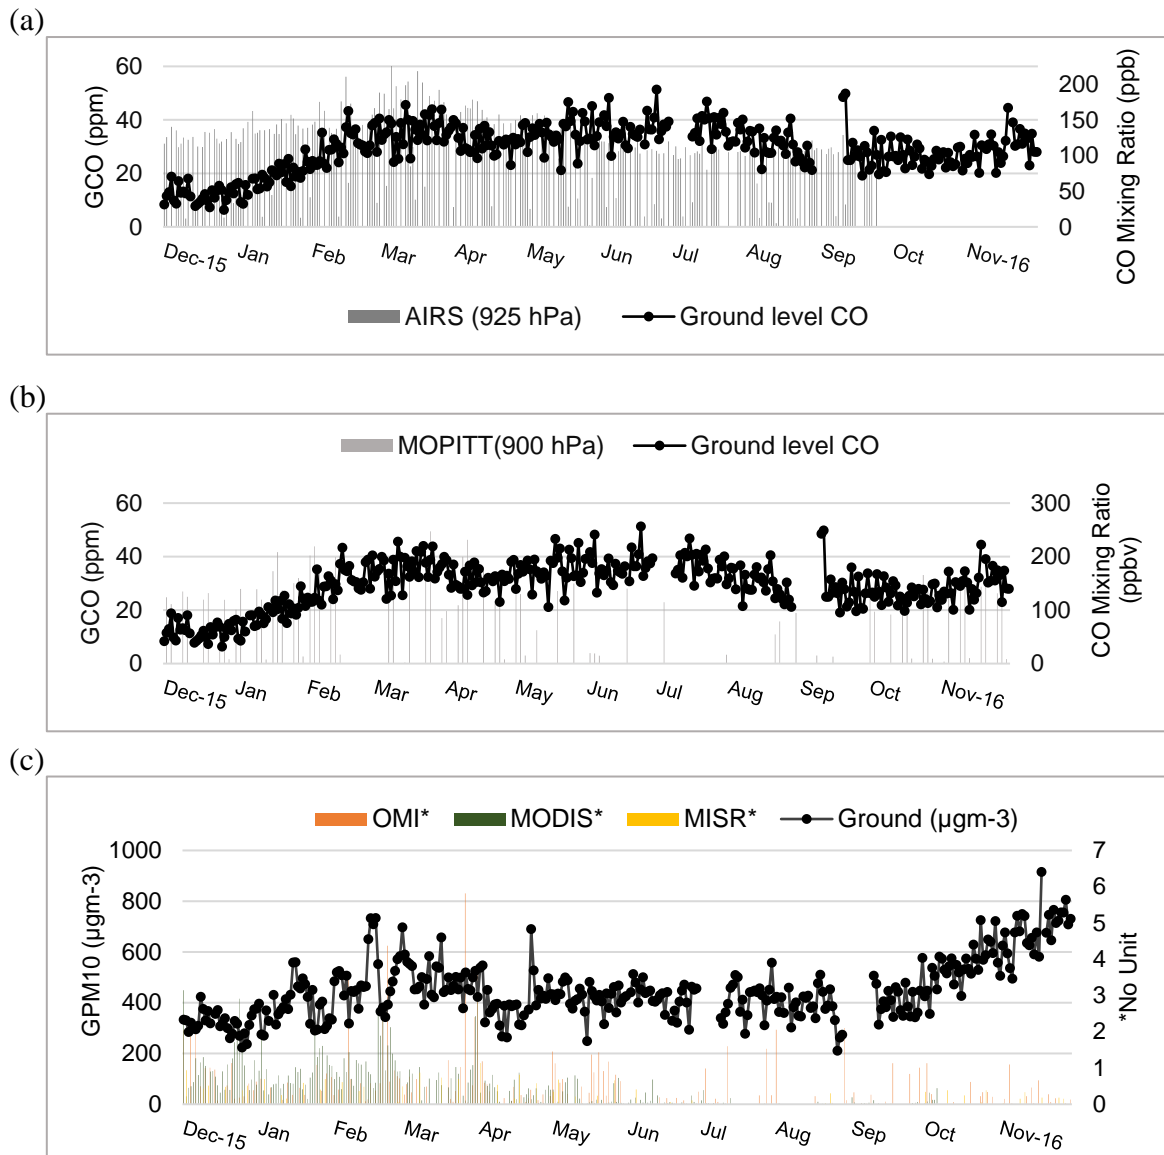 (a)
60
40
20
0
GCO (ppm)
200
150
100
50
0
CO Mixing Ratio (ppb)
Dec-15 Jan Feb Mar Apr May Jun Jul Aug Sep Oct Nov-16
AIRS (925 hPa) Ground level CO
(b)
MOPITT(900 hPa) Ground level CO
60
40
20
0
GCO (ppm)
300
200
100
0
CO Mixing Ratio
(ppbv)
Dec-15 Jan Feb Mar Apr May Jun Jul Aug Sep Oct Nov-16
(c)
OMI* MODIS* MISR* Ground (µgm-3)
1000
800
600
400
200
0
GPM10 (µgm-3)
7
6
5
4
3
2
1
0
*No Unit
Dec-15 Jan Feb Mar Apr May Jun Jul Aug Sep Oct Nov-16